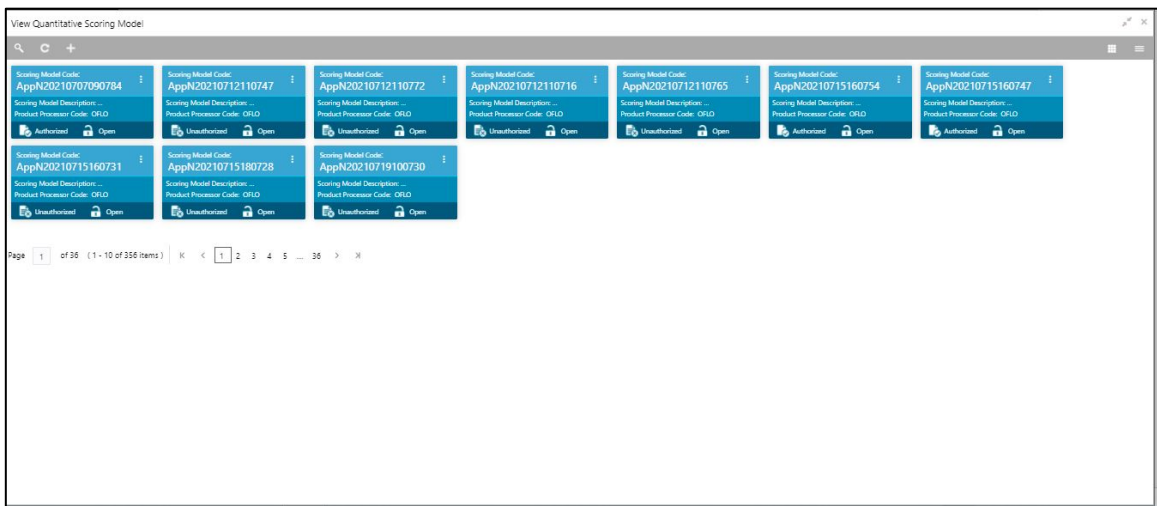 View Quantitative Scoring Model
Scoring Model Code:
AppN20210707090784
Scoring Model Description: ...
Product Processor Code: OFLO
Authorized Open
Scoring Model Code:
AppN20210712110747
Scoring Model Description: ...
Product Processor Code: OFLO
Unauthorized Open
Scoring Model Code:
AppN20210712110772
Scoring Model Description: ...
Product Processor Code: OFLO
Unauthorized Open
Scoring Model Code:
AppN20210712110716
Scoring Model Description: ...
Product Processor Code: OFLO
Unauthorized Open
Scoring Model Code:
AppN20210712110765
Scoring Model Description: ...
Product Processor Code: OFLO
Unauthorized Open
Scoring Model Code:
AppN20210715160754
Scoring Model Description: ...
Product Processor Code: OFLO
Authorized Open
Scoring Model Code:
AppN20210715160747
Scoring Model Description: ...
Product Processor Code: OFLO
Authorized Open
Scoring Model Code:
AppN20210715160731
Scoring Model Description: ...
Product Processor Code: OFLO
Unauthorized Open
Scoring Model Code:
AppN20210715180728
Scoring Model Description: ...
Product Processor Code: OFLO
Unauthorized Open
Scoring Model Code:
AppN20210719100730
Scoring Model Description: ...
Product Processor Code: OFLO
Unauthorized Open
Page 1 of 36 (1 - 10 of 356 items) 1 2 3 4 5 ... 36